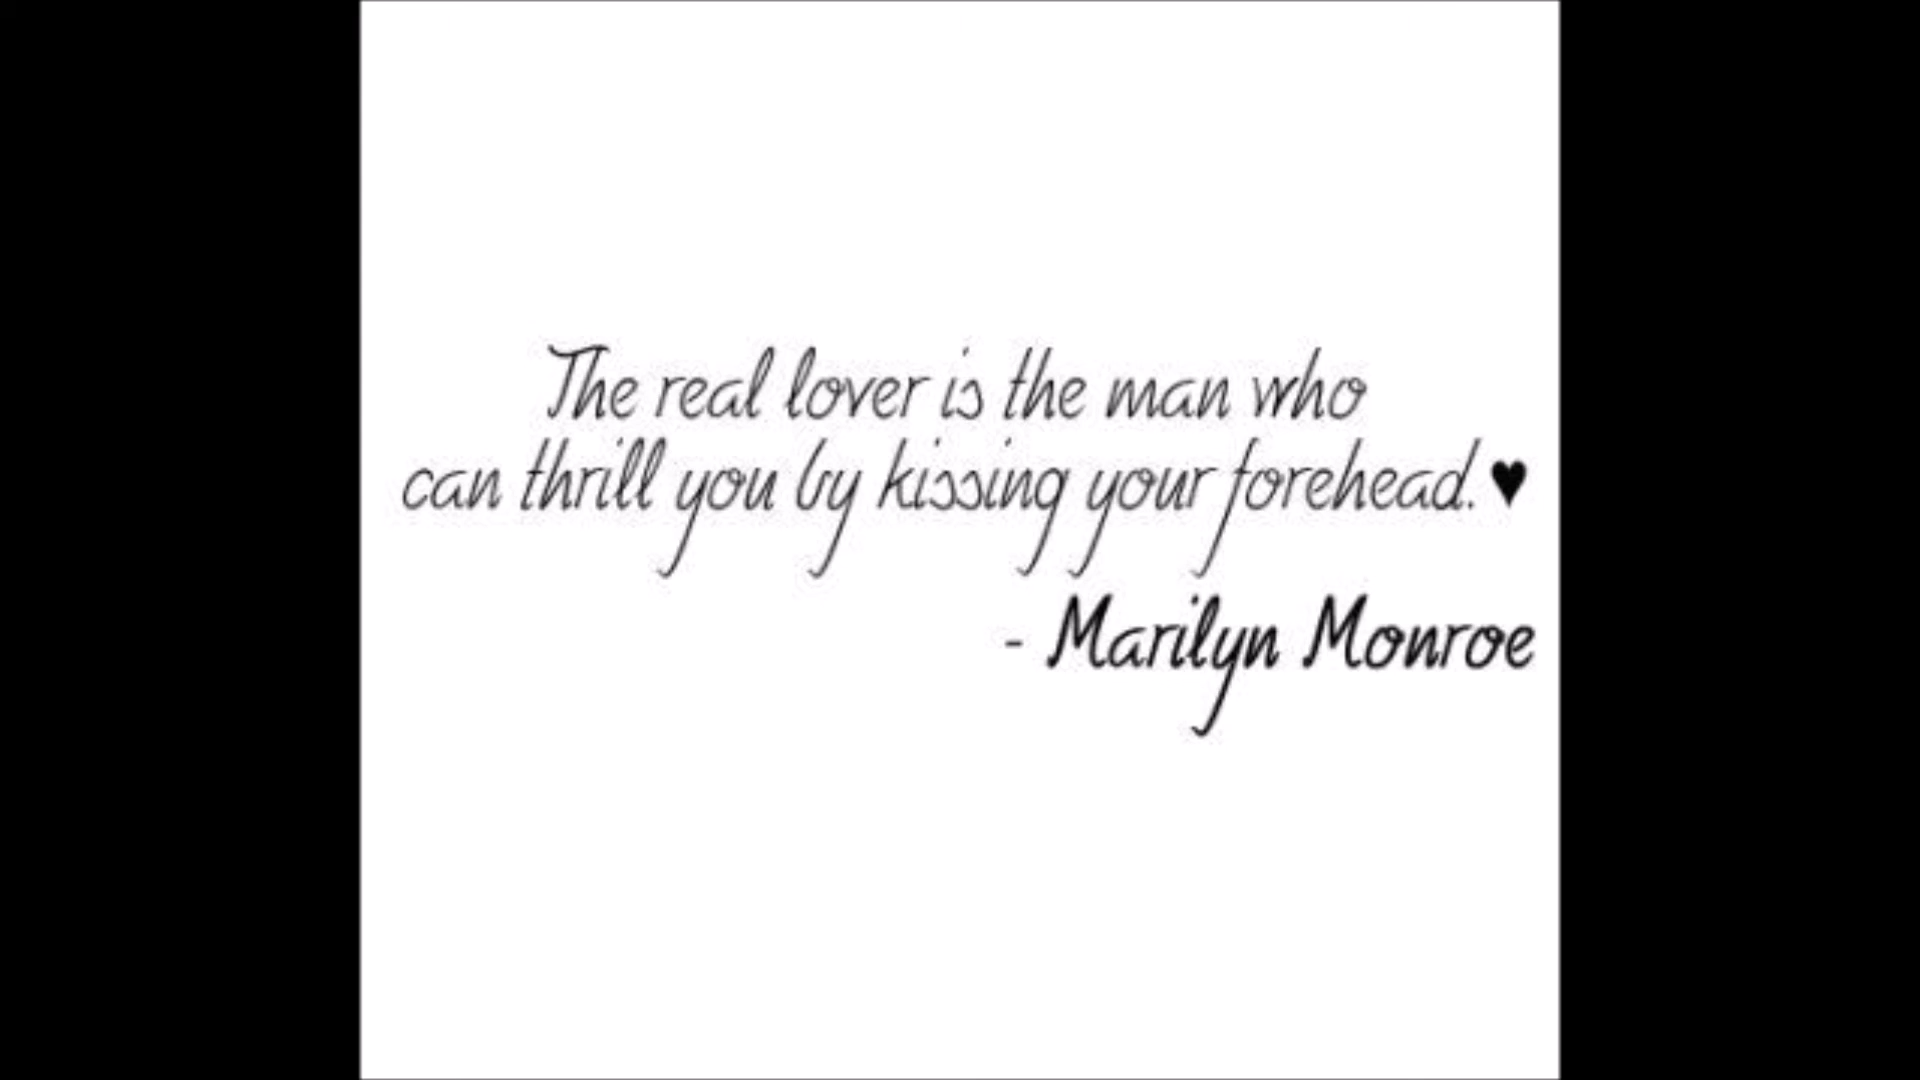 The real lover is the man who
can thrill you by kissing your forehead.♥
- Marilyn Monroe